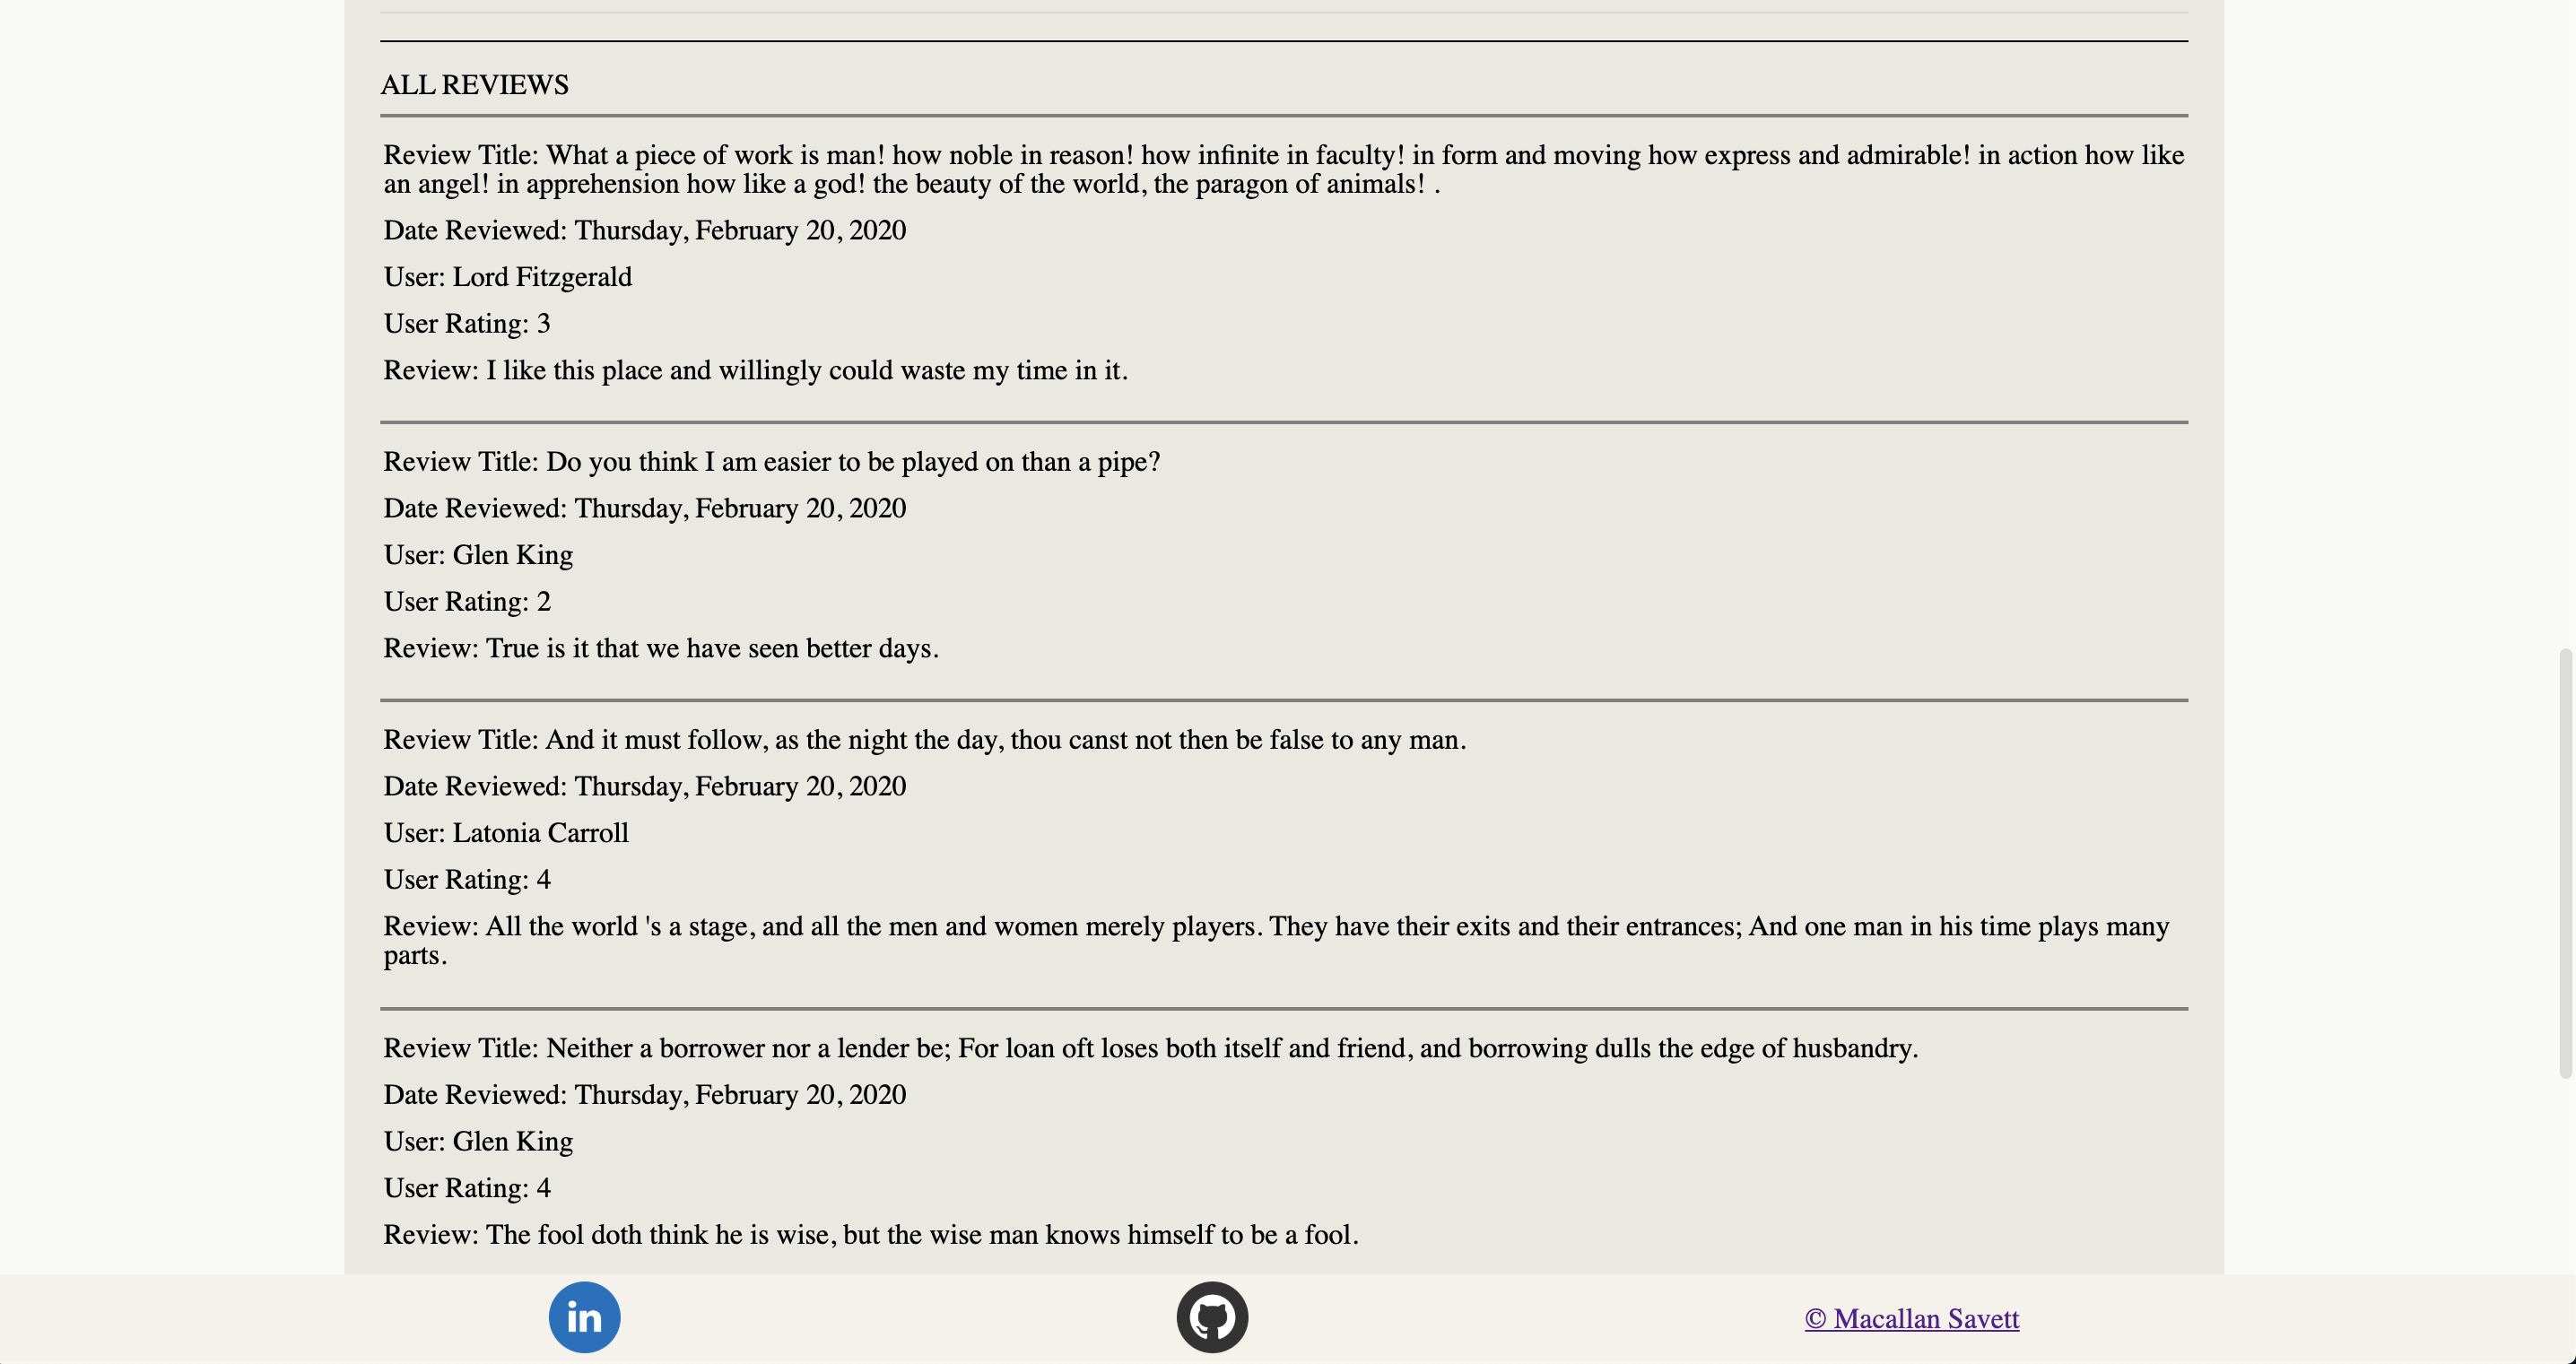 ALL REVIEWS
Review Title: What a piece of work is man! how noble in reason! how infinite in faculty! in form and moving how express and admirable! in action how like
an angel! in apprehension how like a god! the beauty of the world, the paragon of animals! .
Date Reviewed: Thursday, February 20, 2020
User: Lord Fitzgerald
User Rating: 3
Review: I like this place and willingly could waste my time in it.
Review Title: Do you think I am easier to be played on than a pipe?
Date Reviewed: Thursday, February 20, 2020
User: Glen King
User Rating: 2
Review: True is it that we have seen better days.
Review Title: And it must follow, as the night the day, thou canst not then be false to any man.
Date Reviewed: Thursday, February 20, 2020
User: Latonia Carroll
User Rating: 4
Review: All the world 's a stage, and all the men and women merely players. They have their exits and their entrances; And one man in his time plays many
parts.
Review Title: Neither a borrower nor a lender be; For loan oft loses both itself and friend, and borrowing dulls the edge of husbandry.
Date Reviewed: Thursday, February 20, 2020
User: Glen King
User Rating: 4
Review: The fool doth think he is wise, but the wise man knows himself to be a fool.
in
© Macallan Savett